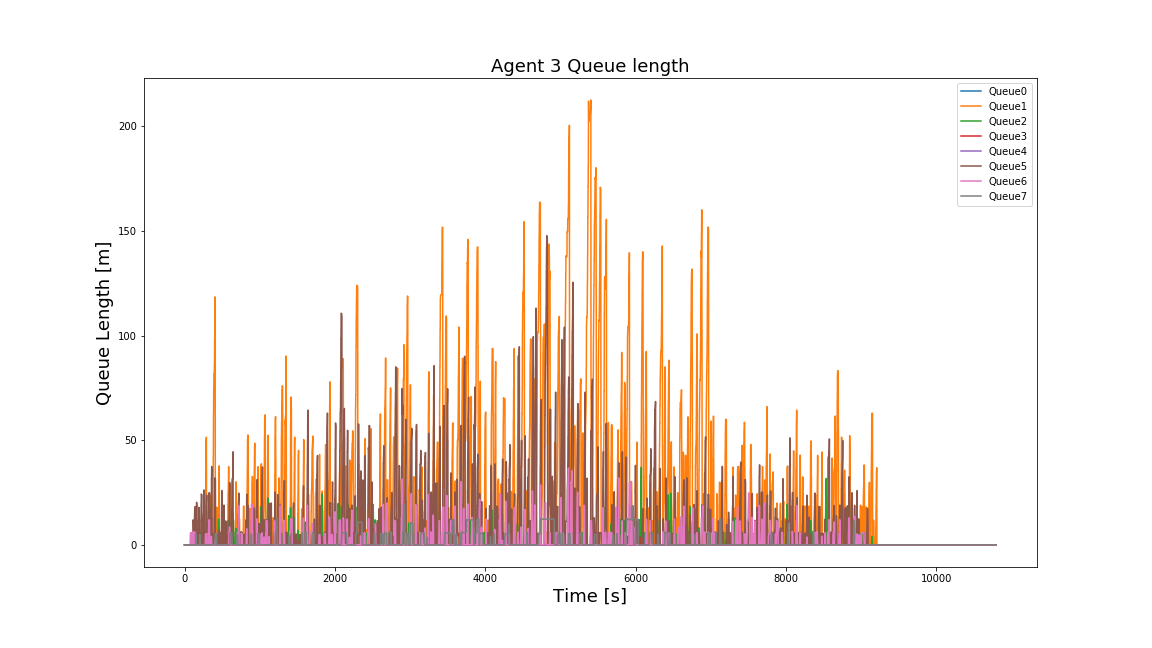 Agent 3 Queue length
Queue0
Queue1
Queue2
Queue3
Queue4
Queue5
Queue6
Queue7
Queue Length [m]
200
150
100
50
0
0 2000 4000 6000 8000 10000
Time [s]